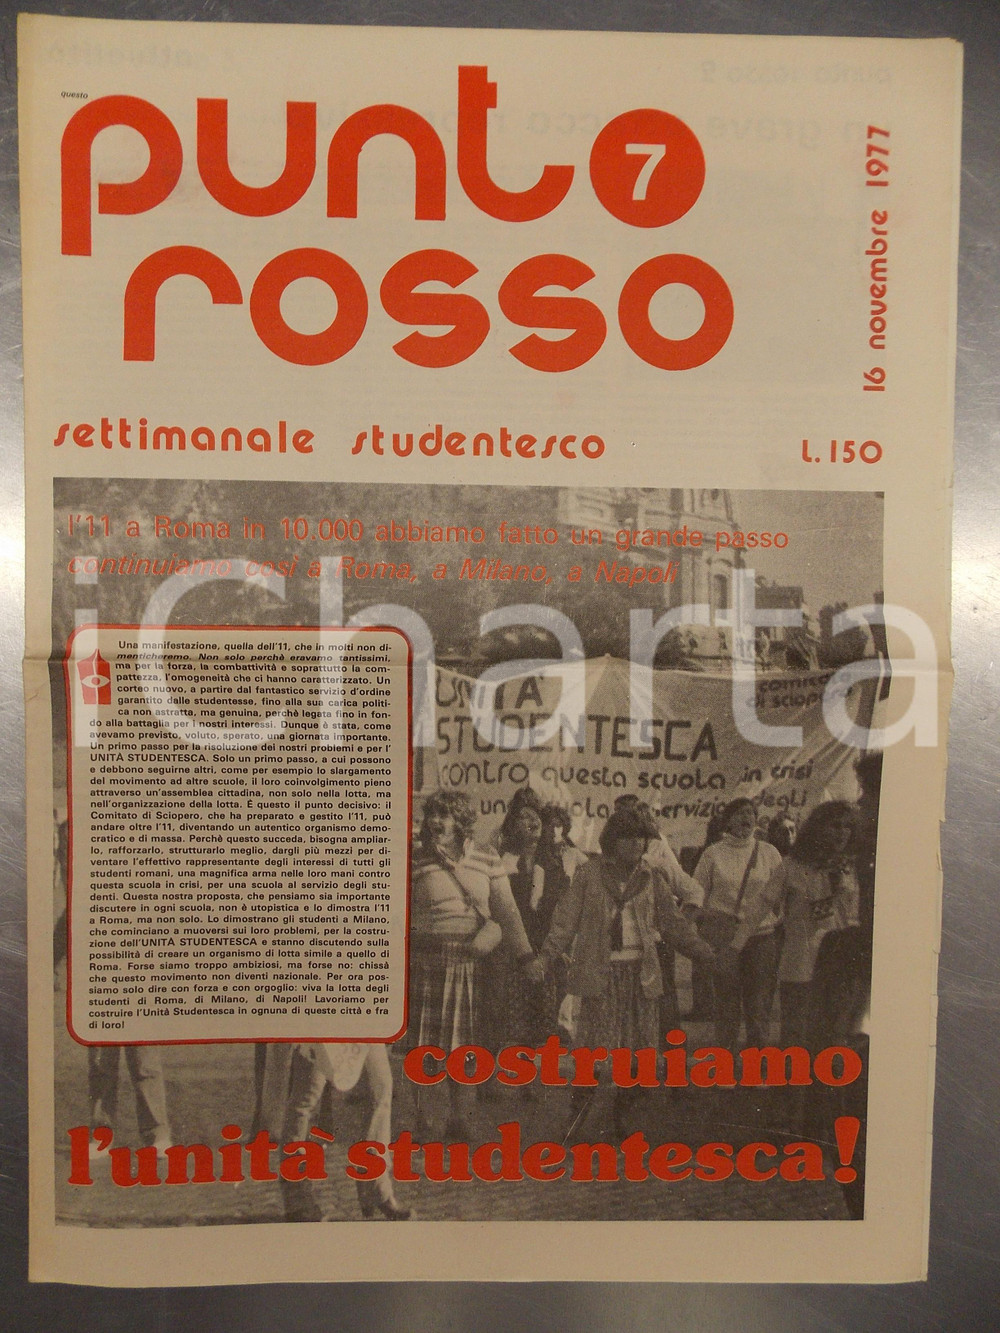 questo
punto 7
rosso
16 novembre 1977
settimanale studentesco
L.150
l'11 a Roma in 10.000 abbiamo fatto un grande passo
continuiamo così a Roma, a Milano, a Napoli
iCharta
Una manifestazione, quella dell'11, che in molti non di-
menticheremo. Non solo perchè eravamo tantissimi,
ma per la forza, la combattività e soprattutto la com-
pattezza, l'omogeneità che ci hanno caratterizzato. Un
corteo nuovo, a partire dal fantastico servizio d'ordine
garantito dalle studentesse, fino alla sua carica politi-
ca non astratta, ma genuina, perchè legata fino in fon-
do alla battaglia per i nostri interessi. Dunque è stata, come
avevamo previsto, voluto, sperato, una giornata importante.
Un primo passo per la risoluzione dei nostri problemi e per l'
UNITÀ STUDENTESCA. Solo un primo passo, a cui possono
e debbono seguirne altri, come per esempio lo slargamento
del movimento ad altre scuole, il loro coinvolgimento pieno
attraverso un'assemblea cittadina, non solo nella lotta, ma
nell'organizzazione della lotta. È questo il punto decisivo: il
Comitato di Sciopero, che ha preparato e gestito l'11, può
andare oltre l'11, diventando un autentico organismo demo-
cratico e di massa. Perchè questo succeda, bisogna ampliar-
lo, rafforzarlo, strutturarlo meglio, dargli più mezzi per di-
ventare l'effettivo rappresentante degli interessi di tutti gli
studenti romani, una magnifica arma nelle loro mani contro
questa scuola in crisi, per una scuola al servizio degli stu-
denti. Questa nostra proposta, che pensiamo sia importante
discutere in ogni scuola, non è utopistica e lo dimostra l'11
a Roma, ma non solo. Lo dimostrano gli studenti a Milano,
che cominciano a muoversi sui loro problemi, per la costru-
zione dell'UNITÀ STUDENTESCA e stanno discutendo sulla
possibilità di creare un organismo di lotta simile a quello di
Roma. Forse siamo troppo ambiziosi, ma forse no: chissà
che questo movimento non diventi nazionale. Per ora pos-
siamo solo dire con forza e con orgoglio: viva la lotta degli
studenti di Roma, di Milano, di Napoli! Lavoriamo per
costruire l'Unità Studentesca in ognuna di queste città e fra
di loro!
UNITÀ
STUDENTESCA
comitato
di sciopero
contro questa scuola in crisi
una scuola servizio degli
costruiamo
l'unità studentesca!